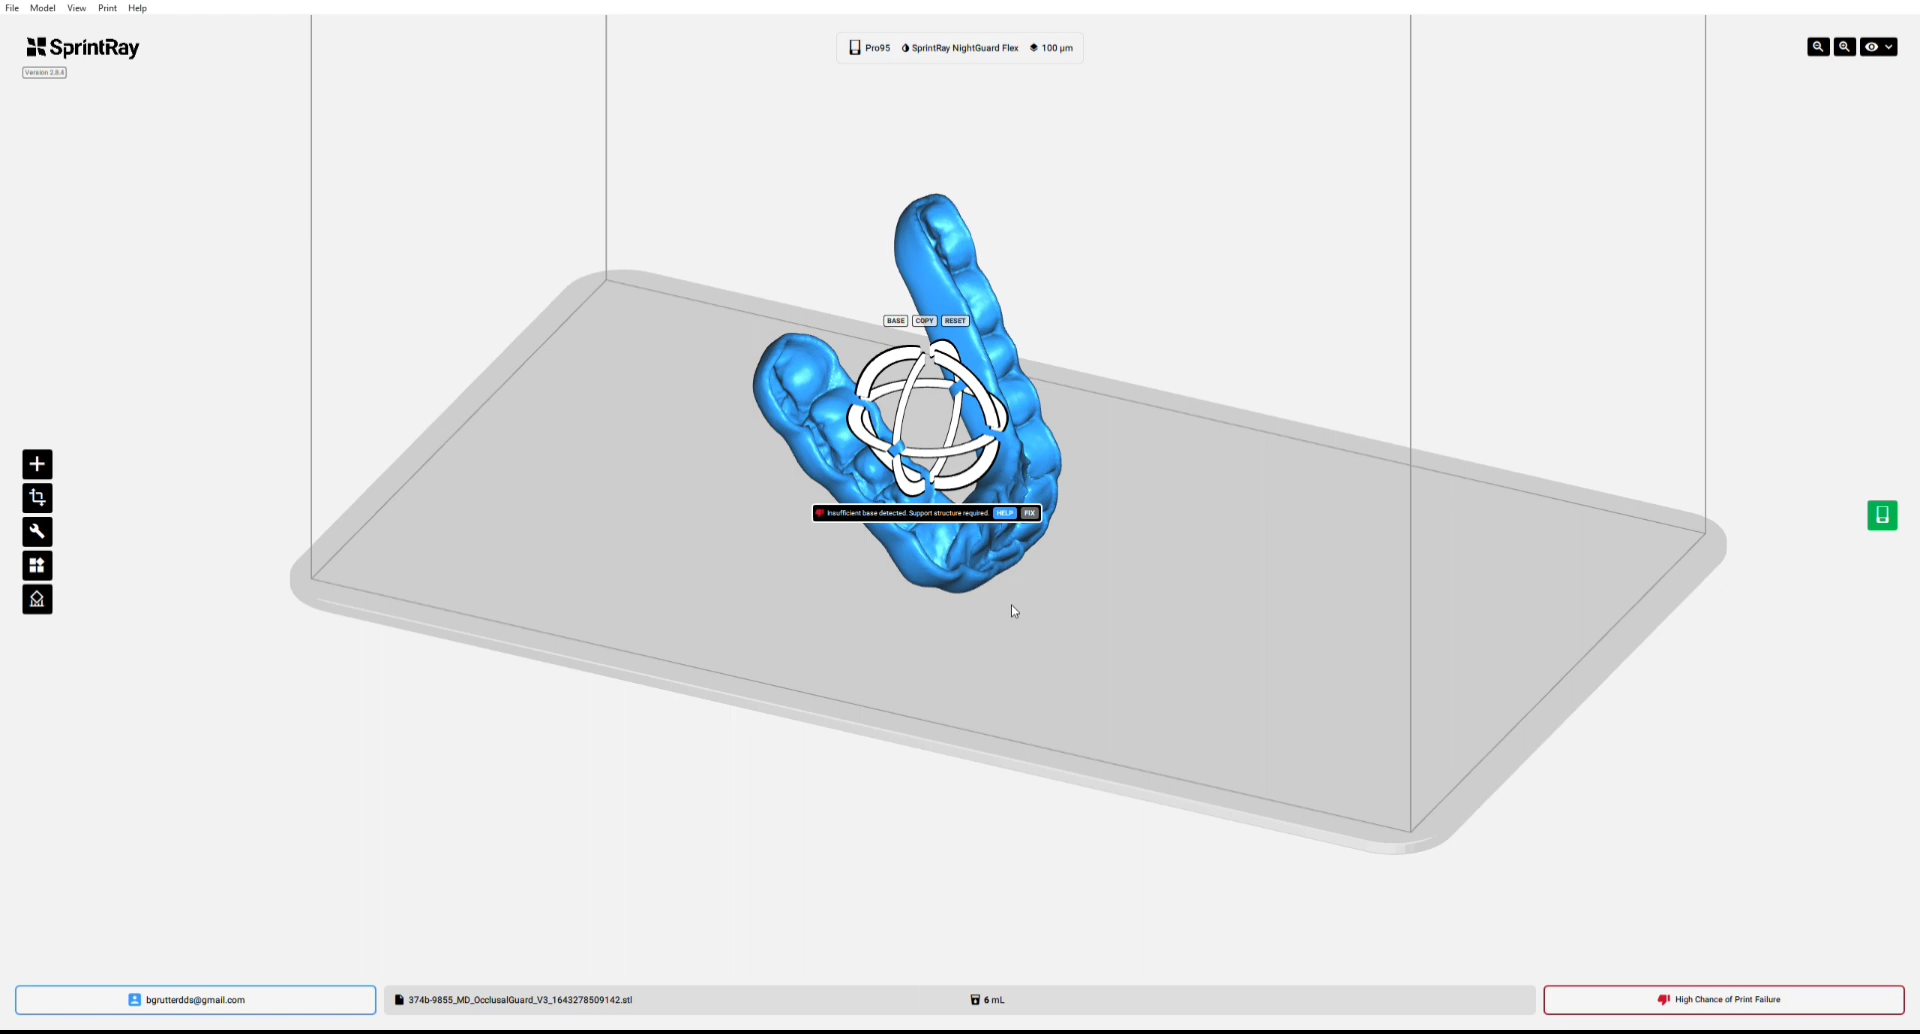 File Model View Print Help
SprintRay
Version 2.8.4
Pro95 SprintRay NightGuard Flex 100 µm
BASE COPY RESET
Insufficient base detected. Support structure required. HELP FIX
bgrutterdds@gmail.com
374b-9855_MD_OcclusalGuard_V3_1643278509142.stl
6 mL
High Chance of Print Failure